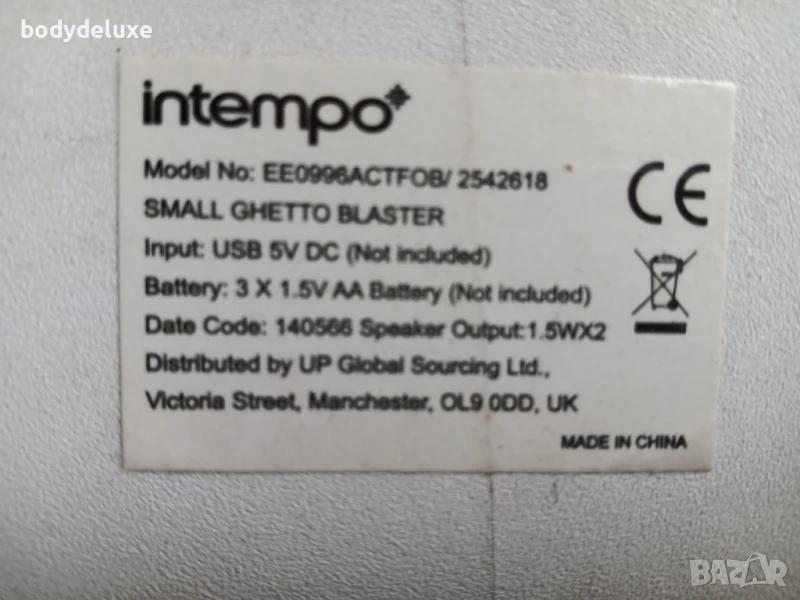 bodydeluxe
intempo
Model No: EE0996ACTFOB/ 2542618
SMALL GHETTO BLASTER
Input: USB 5V DC (Not included)
Battery: 3 X 1.5V AA Battery (Not included)
Date Code: 140566 Speaker Output:1.5WX2
Distributed by UP Global Sourcing Ltd.,
Victoria Street, Manchester, OL9 0DD, UK
MADE IN CHINA
CE
BAZAR